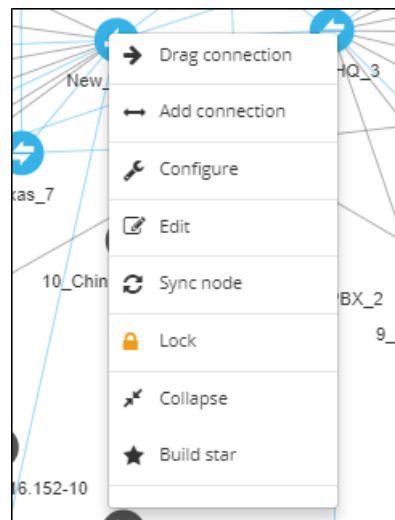 Drag connection
New_
HQ_3
Add connection
Configure
xas_7
Edit
10_Chin
Sync node
PBX_2
9_
Lock
Collapse
Build star
16.152-10